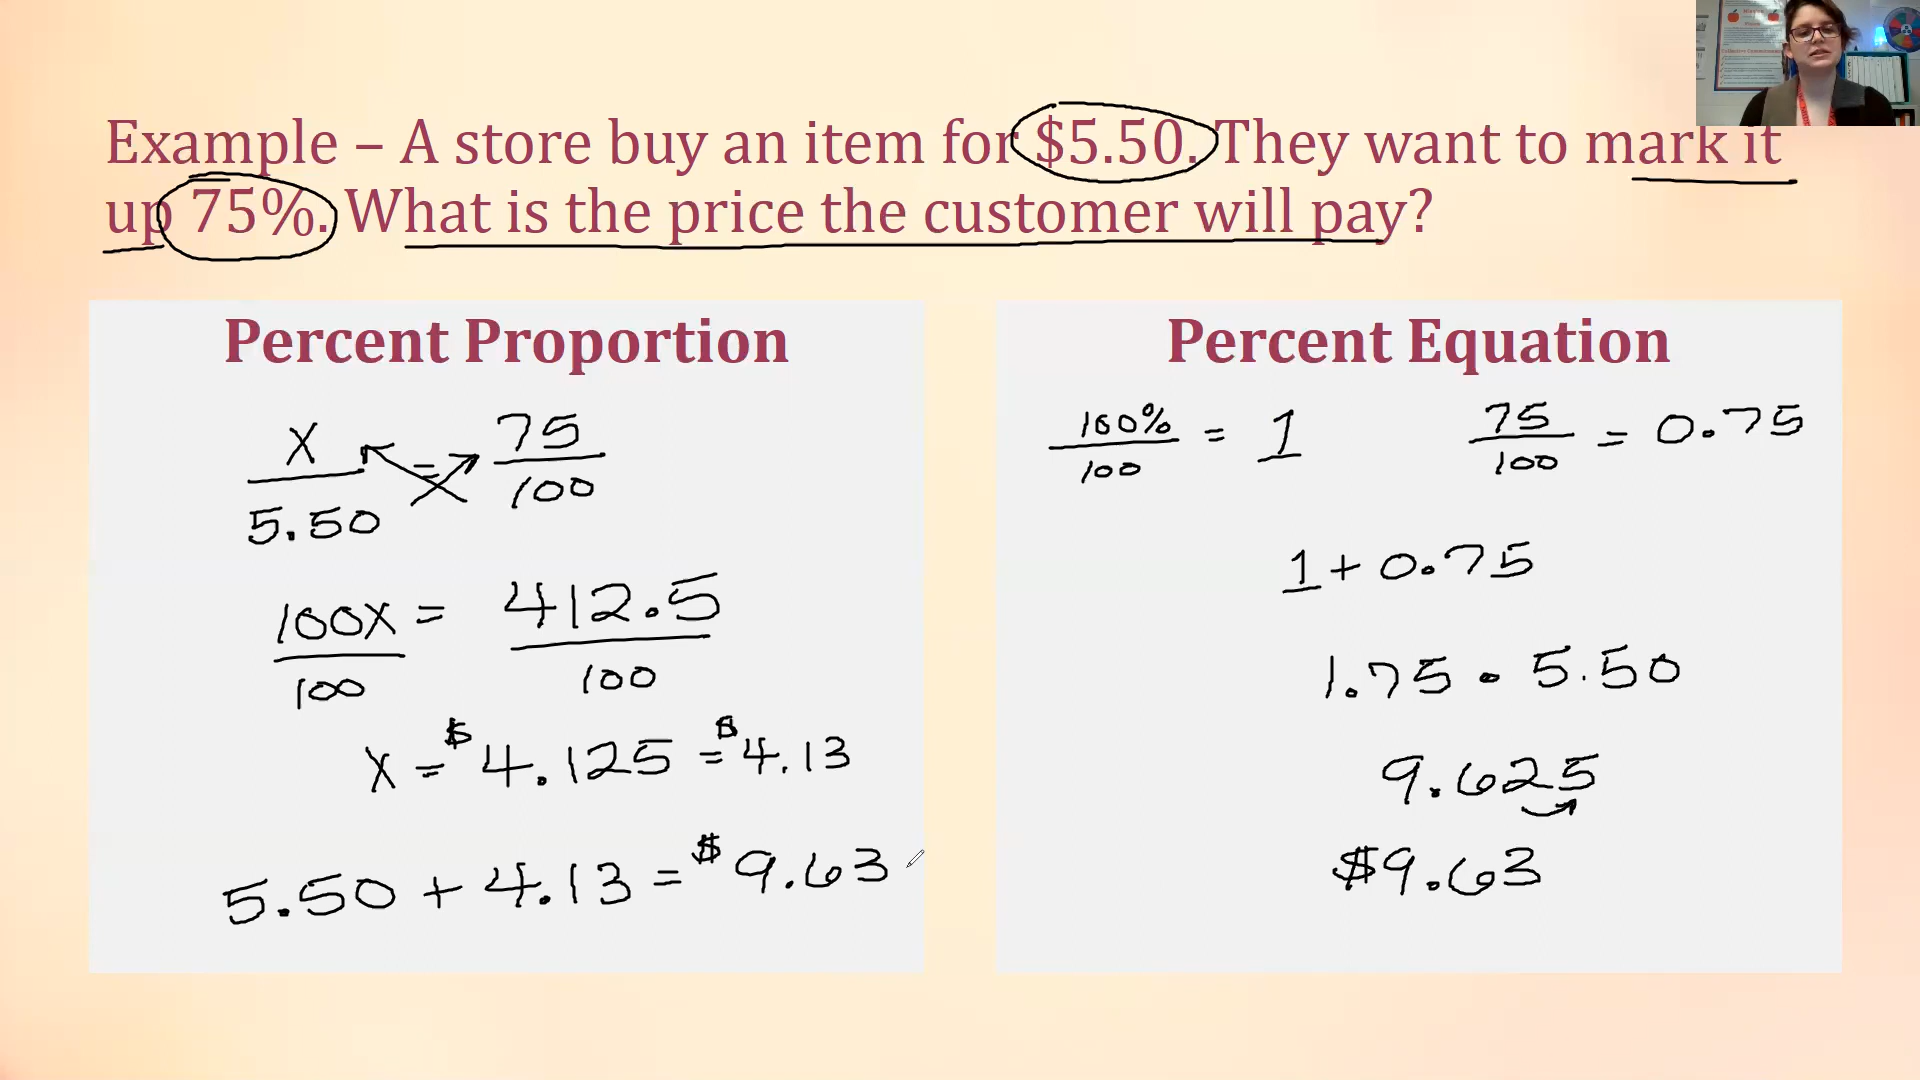 Example – A store buy an item for $5.50. They want to mark it
up 75%. What is the price the customer will pay?
Percent Proportion
x/5.50 = 75/100
100x/100 = 412.5/100
x = $4.125 = $4.13
5.50 + 4.13 = $9.63
Percent Equation
100%/100 = 1 75/100 = 0.75
1 + 0.75
1.75 • 5.50
9.625
$9.63